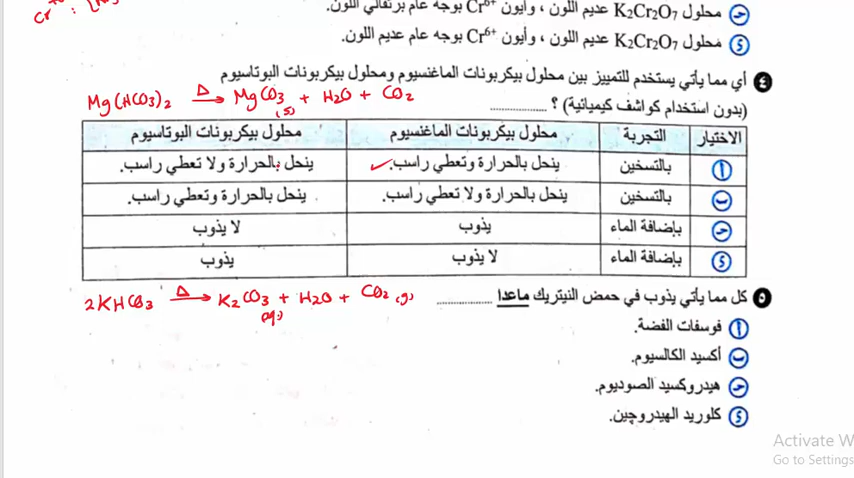 ﺣ محلول K2Cr2O7 عديم اللون ، وأيون Cr6+ بوجه عام برتقالي اللون.
د محلول K2Cr2O7 عديم اللون ، وأيون Cr6+ بوجه عام عديم اللون.
٤ أي مما يأتي يستخدم للتمييز بين محلول بيكربونات الماغنسيوم ومحلول بيكربونات البوتاسيوم
(بدون استخدام كواشف كيميائية) ؟ ..............
Mg(HCO3)2 —Δ→ MgCO3(s) + H2O + CO2
الاختيار | التجربة | محلول بيكربونات الماغنسيوم | محلول بيكربونات البوتاسيوم
أ | بالتسخين | ينحل بالحرارة وتعطي راسب. ✓ | ينحل بالحرارة ولا تعطي راسب.
ب | بالتسخين | ينحل بالحرارة ولا تعطي راسب. | ينحل بالحرارة وتعطي راسب.
ﺣ | بإضافة الماء | يذوب | لا يذوب
د | بإضافة الماء | لا يذوب | يذوب
2KHCO3 —Δ→ K2CO3(aq) + H2O + CO2(g)
٥ كل مما يأتي يذوب في حمض النيتريك ماعدا ..............
أ فوسفات الفضة.
ب أكسيد الكالسيوم.
ﺣ هيدروكسيد الصوديوم.
د كلوريد الهيدروچين.
Activate W
Go to Settings